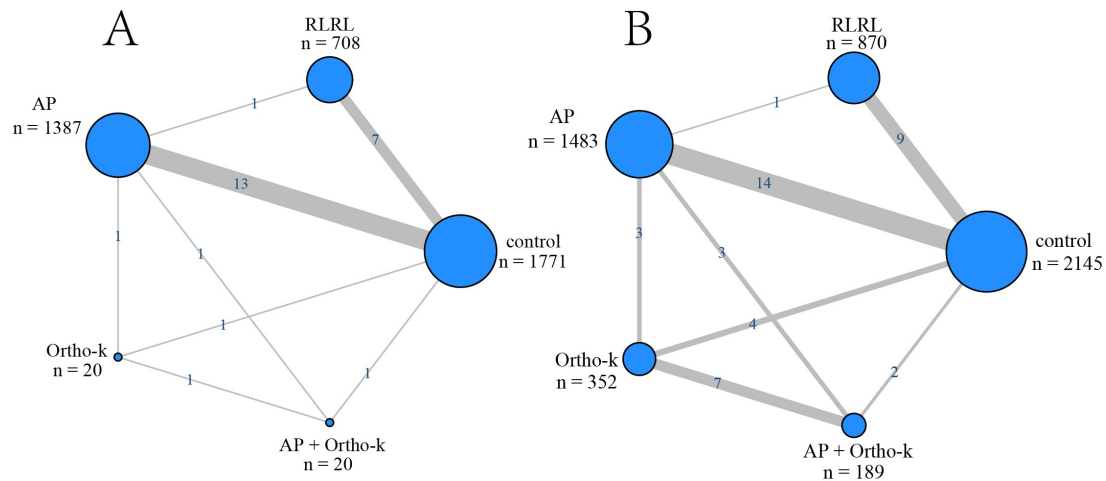 A
RLRL
n = 708
AP
n = 1387
1
7
13
control
n = 1771
1
1
1
Ortho-k
n = 20
1
1
AP + Ortho-k
n = 20
B
RLRL
n = 870
AP
n = 1483
1
9
14
control
n = 2145
3
3
4
Ortho-k
n = 352
7
2
AP + Ortho-k
n = 189